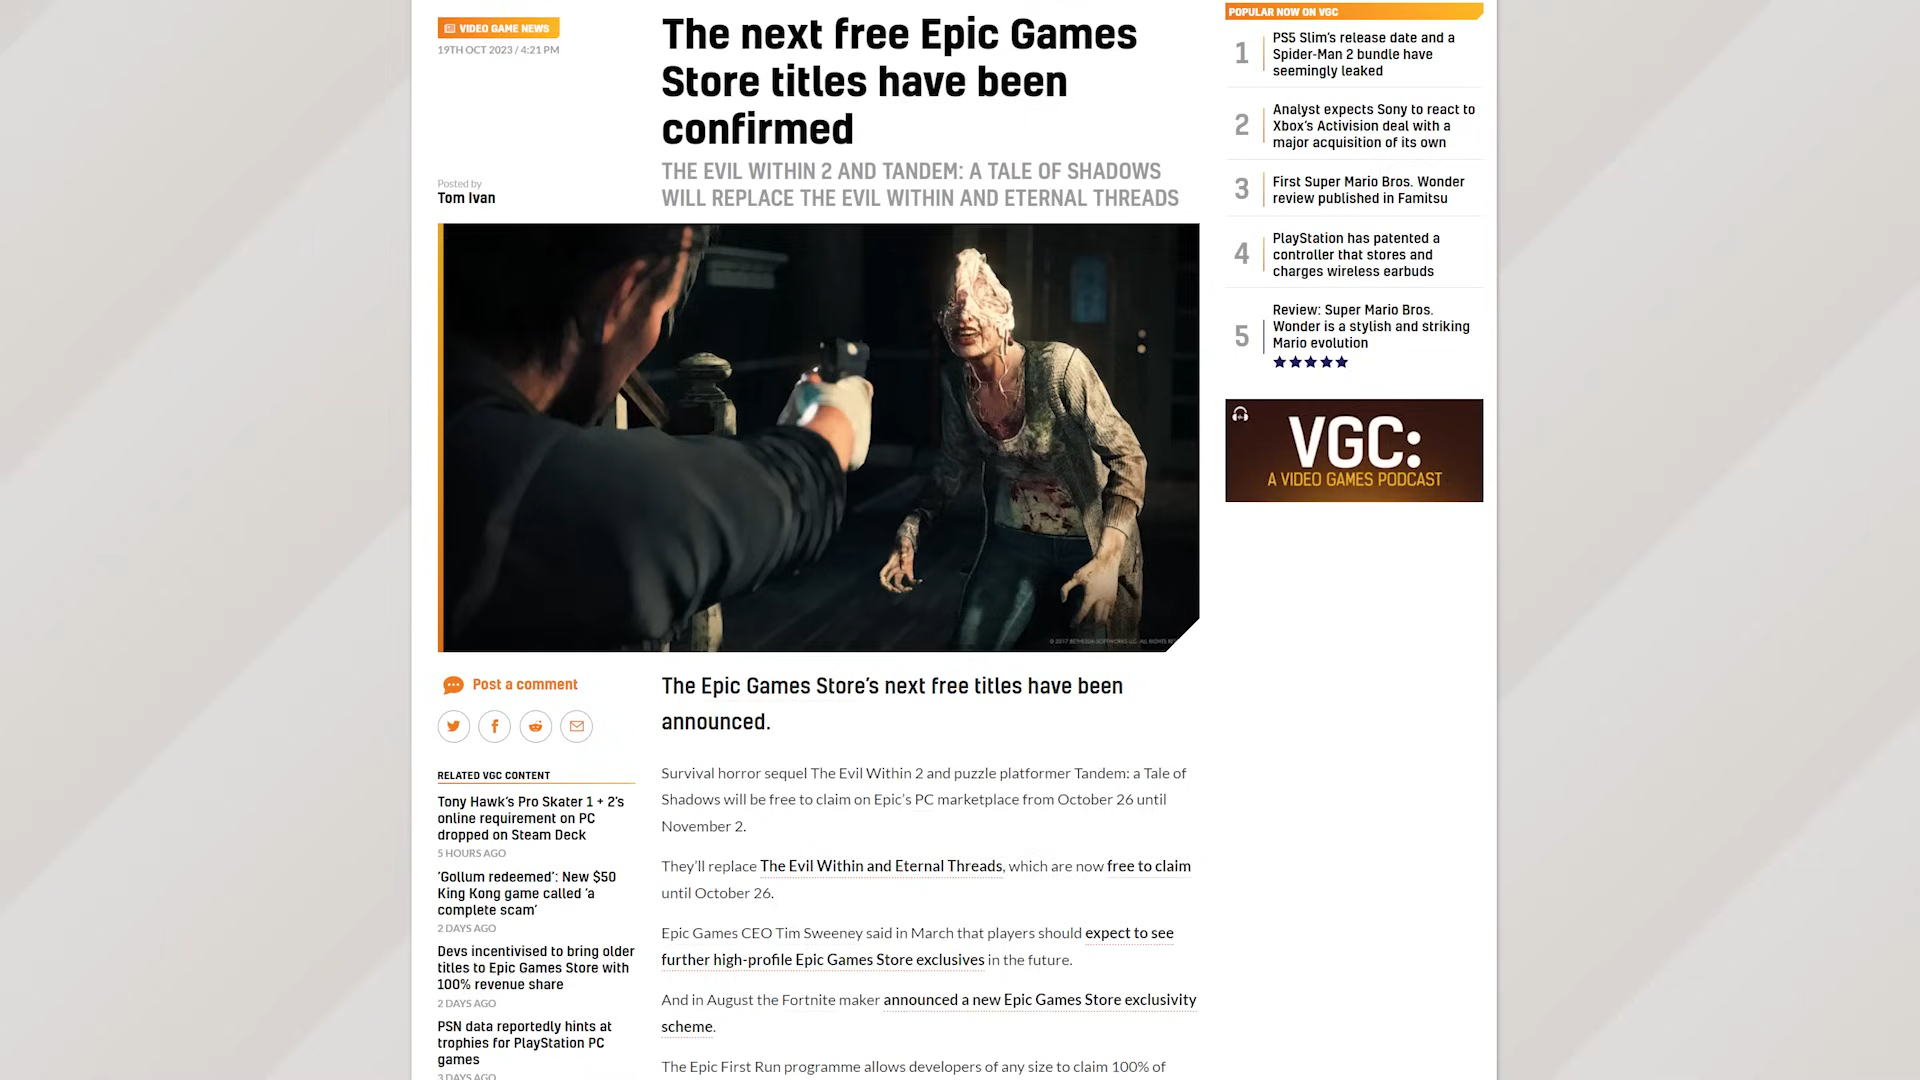 VIDEO GAME NEWS
19TH OCT 2023 / 4:21 PM
The next free Epic Games
Store titles have been
confirmed
THE EVIL WITHIN 2 AND TANDEM: A TALE OF SHADOWS
WILL REPLACE THE EVIL WITHIN AND ETERNAL THREADS
Posted by
Tom Ivan
© 2017 BETHESDA SOFTWORKS LLC. ALL RIGHTS RE
Post a comment
RELATED VGC CONTENT
Tony Hawk's Pro Skater 1 + 2's
online requirement on PC
dropped on Steam Deck
5 HOURS AGO
'Gollum redeemed': New $50
King Kong game called 'a
complete scam'
2 DAYS AGO
Devs incentivised to bring older
titles to Epic Games Store with
100% revenue share
2 DAYS AGO
PSN data reportedly hints at
trophies for PlayStation PC
games
3 DAYS AGO
The Epic Games Store's next free titles have been
announced.
Survival horror sequel The Evil Within 2 and puzzle platformer Tandem: a Tale of
Shadows will be free to claim on Epic's PC marketplace from October 26 until
November 2.
They'll replace The Evil Within and Eternal Threads, which are now free to claim
until October 26.
Epic Games CEO Tim Sweeney said in March that players should expect to see
further high-profile Epic Games Store exclusives in the future.
And in August the Fortnite maker announced a new Epic Games Store exclusivity
scheme.
The Epic First Run programme allows developers of any size to claim 100% of
POPULAR NOW ON VGC
1
PS5 Slim's release date and a
Spider-Man 2 bundle have
seemingly leaked
2
Analyst expects Sony to react to
Xbox's Activision deal with a
major acquisition of its own
3
First Super Mario Bros. Wonder
review published in Famitsu
4
PlayStation has patented a
controller that stores and
charges wireless earbuds
5
Review: Super Mario Bros.
Wonder is a stylish and striking
Mario evolution
VGC:
A VIDEO GAMES PODCAST